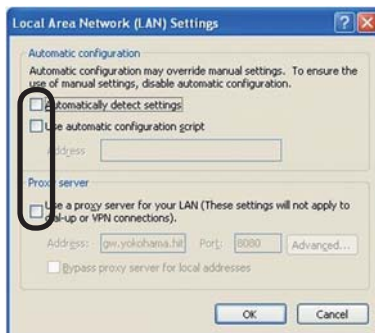 Local Area Network (LAN) Settings
Automatic configuration
Automatic configuration may override manual settings. To ensure the
use of manual settings, disable automatic configuration.
Automatically detect settings
Use automatic configuration script
Address
Proxy server
Use a proxy server for your LAN (These settings will not apply to
dial-up or VPN connections).
Address: gw.yokohama.hit Port: 8080 Advanced...
Bypass proxy server for local addresses
OK Cancel